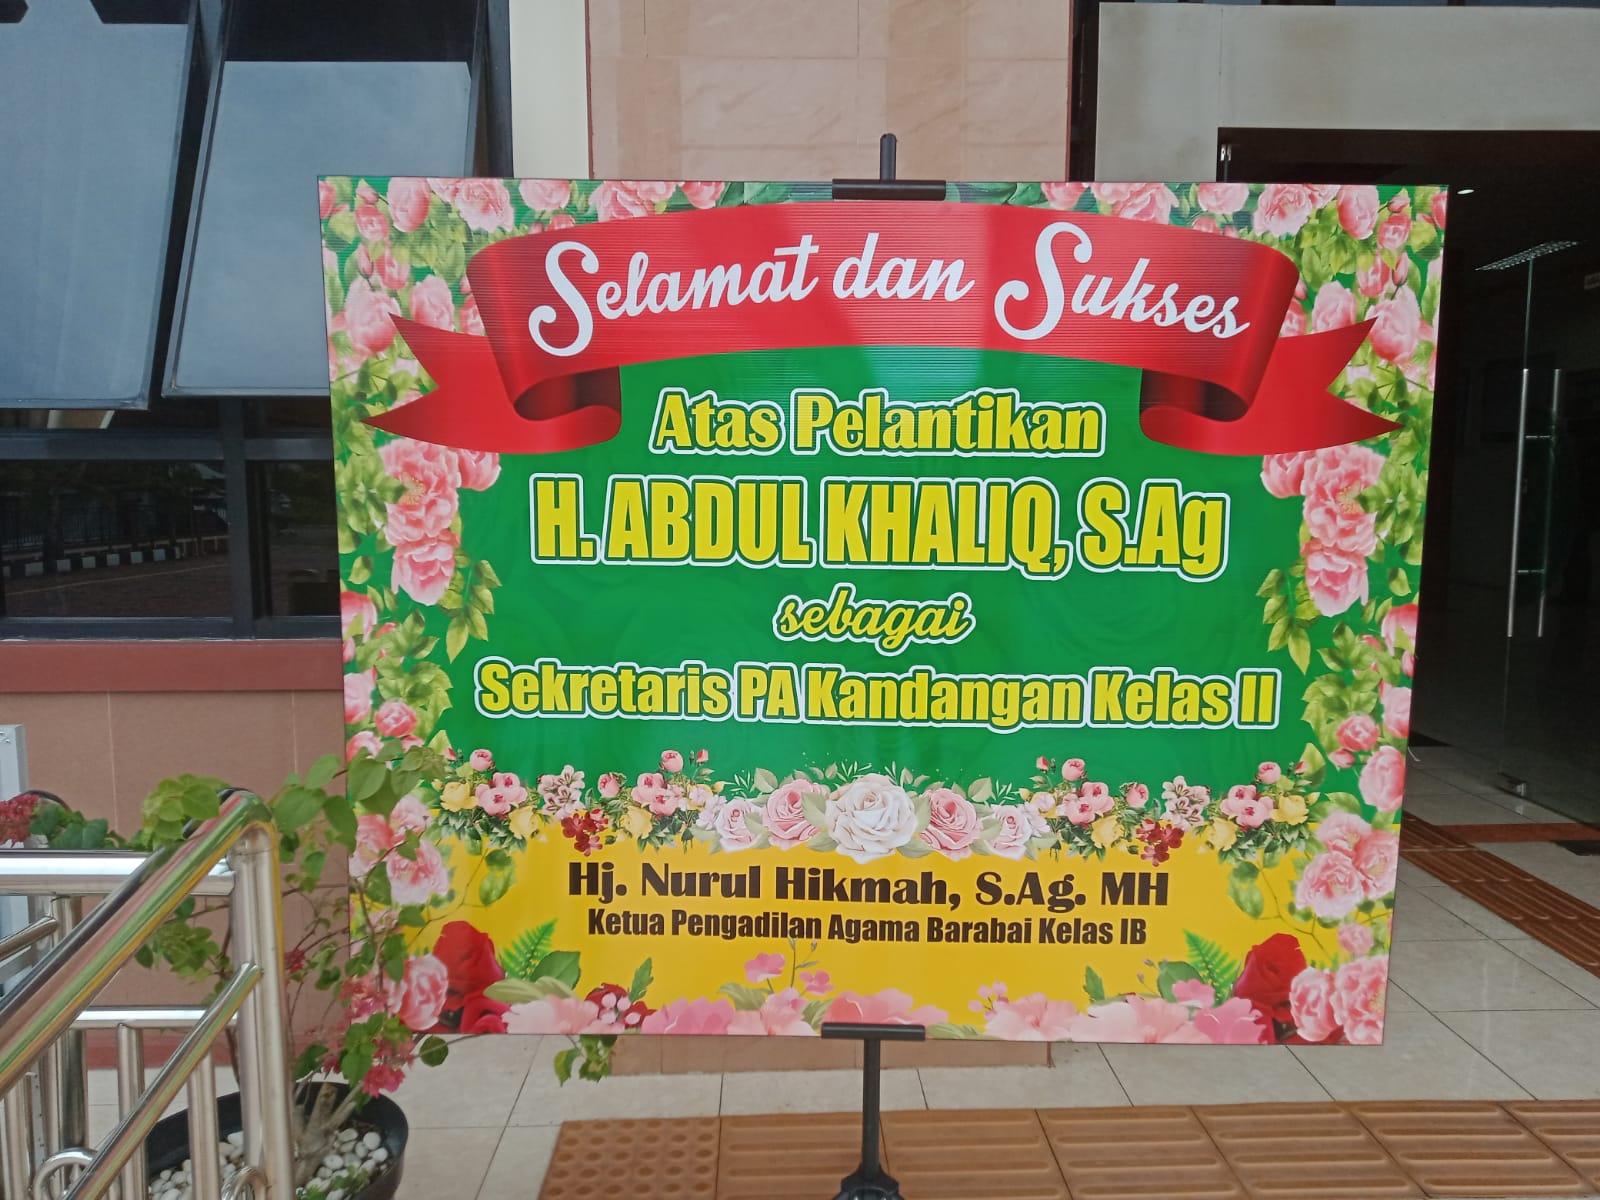 Selamat dan Sukses
Atas Pelantikan
H. ABDUL KHALIQ, S.Ag
sebagai
Sekretaris PA Kandangan Kelas II
Hj. Nurul Hikmah, S.Ag. MH
Ketua Pengadilan Agama Barabai Kelas IB